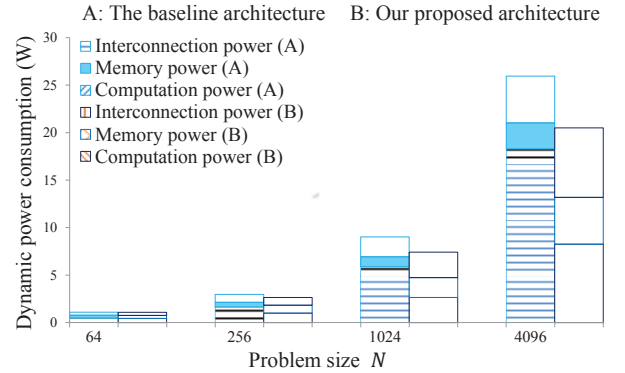 A: The baseline architecture B: Our proposed architecture
Interconnection power (A)
Memory power (A)
Computation power (A)
Interconnection power (B)
Memory power (B)
Computation power (B)
Dynamic power consumption (W)
30
25
20
15
10
5
0
64 256 1024 4096
Problem size N